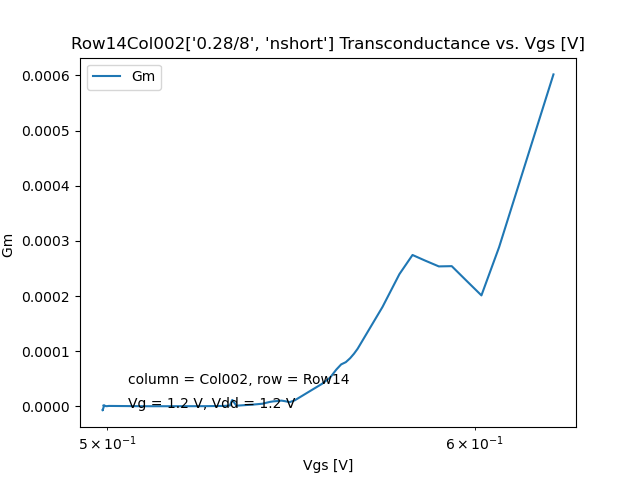 Row14Col002['0.28/8', 'nshort'] Transconductance vs. Vgs [V]
Gm
0.0006
0.0005
0.0004
0.0003
0.0002
0.0001
0.0000
Gm
column = Col002, row = Row14
Vg = 1.2 V, Vdd = 1.2 V
5 × 10⁻¹
6 × 10⁻¹
Vgs [V]